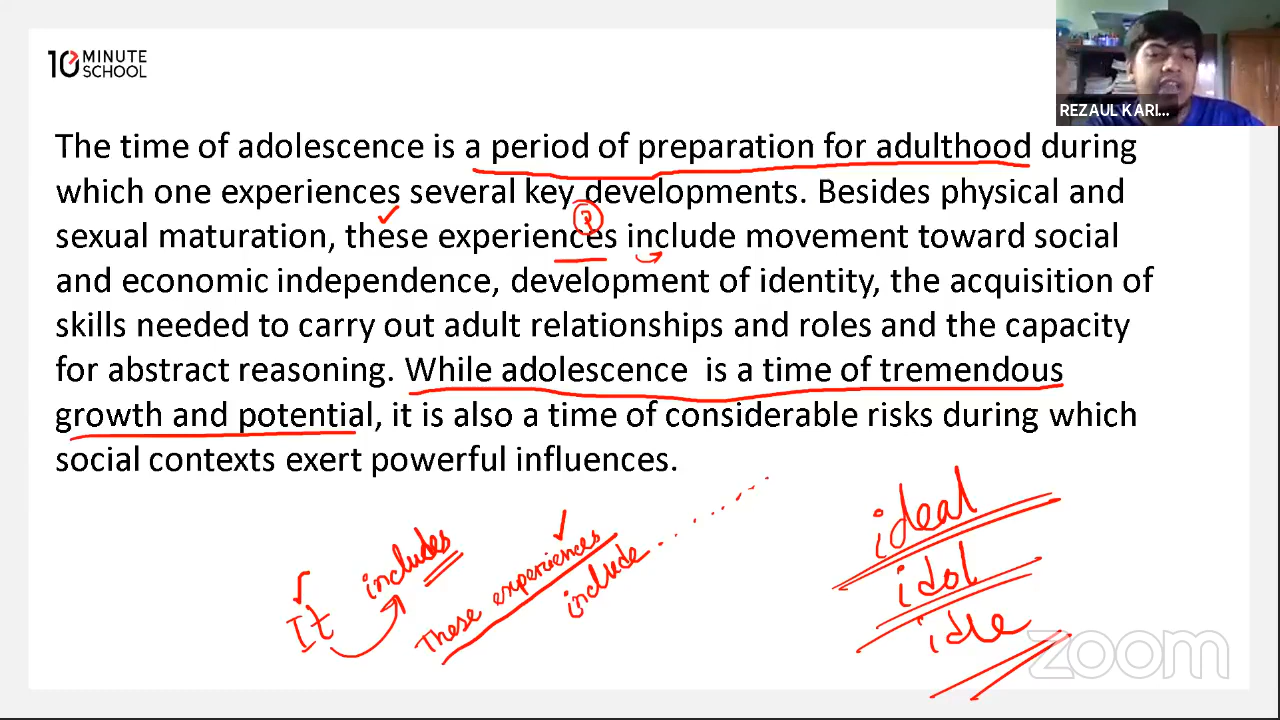 10 MINUTE
SCHOOL
REZAUL KARI...
The time of adolescence is a period of preparation for adulthood during
which one experiences several key developments. Besides physical and
sexual maturation, these experiences include movement toward social
and economic independence, development of identity, the acquisition of
skills needed to carry out adult relationships and roles and the capacity
for abstract reasoning. While adolescence is a time of tremendous
growth and potential, it is also a time of considerable risks during which
social contexts exert powerful influences.
It includes
These experiences
include
ideal
idol
idle
zoom